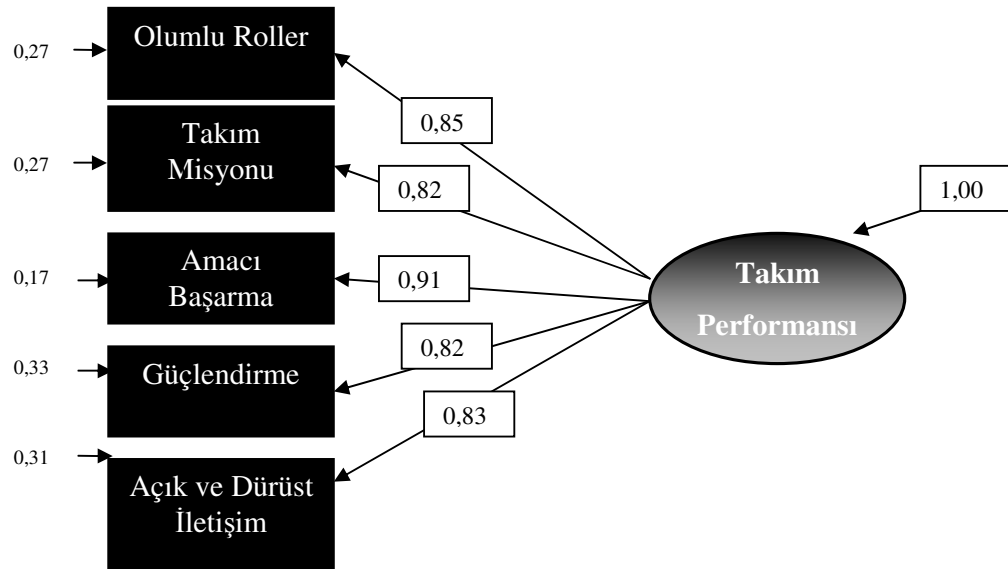 0,27
Olumlu Roller
0,85
0,27
Takım
Misyonu
0,82
1,00
0,17
Amacı
Başarma
0,91
Takım
Performansı
0,33
Güçlendirme
0,82
0,83
0,31
Açık ve Dürüst
İletişim